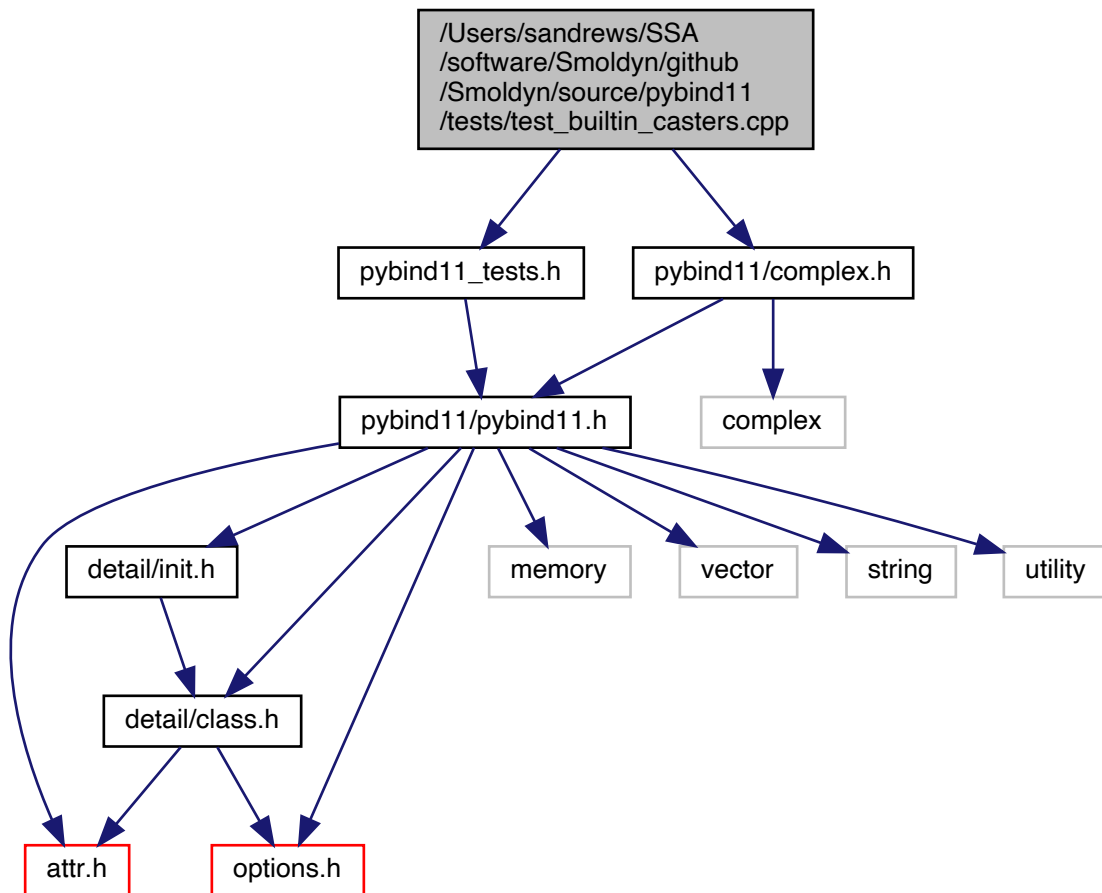 /Users/sandrews/SSA
/software/Smoldyn/github
/Smoldyn/source/pybind11
/tests/test_builtin_casters.cpp
pybind11_tests.h
pybind11/complex.h
pybind11/pybind11.h
complex
detail/init.h
memory
vector
string
utility
detail/class.h
attr.h
options.h